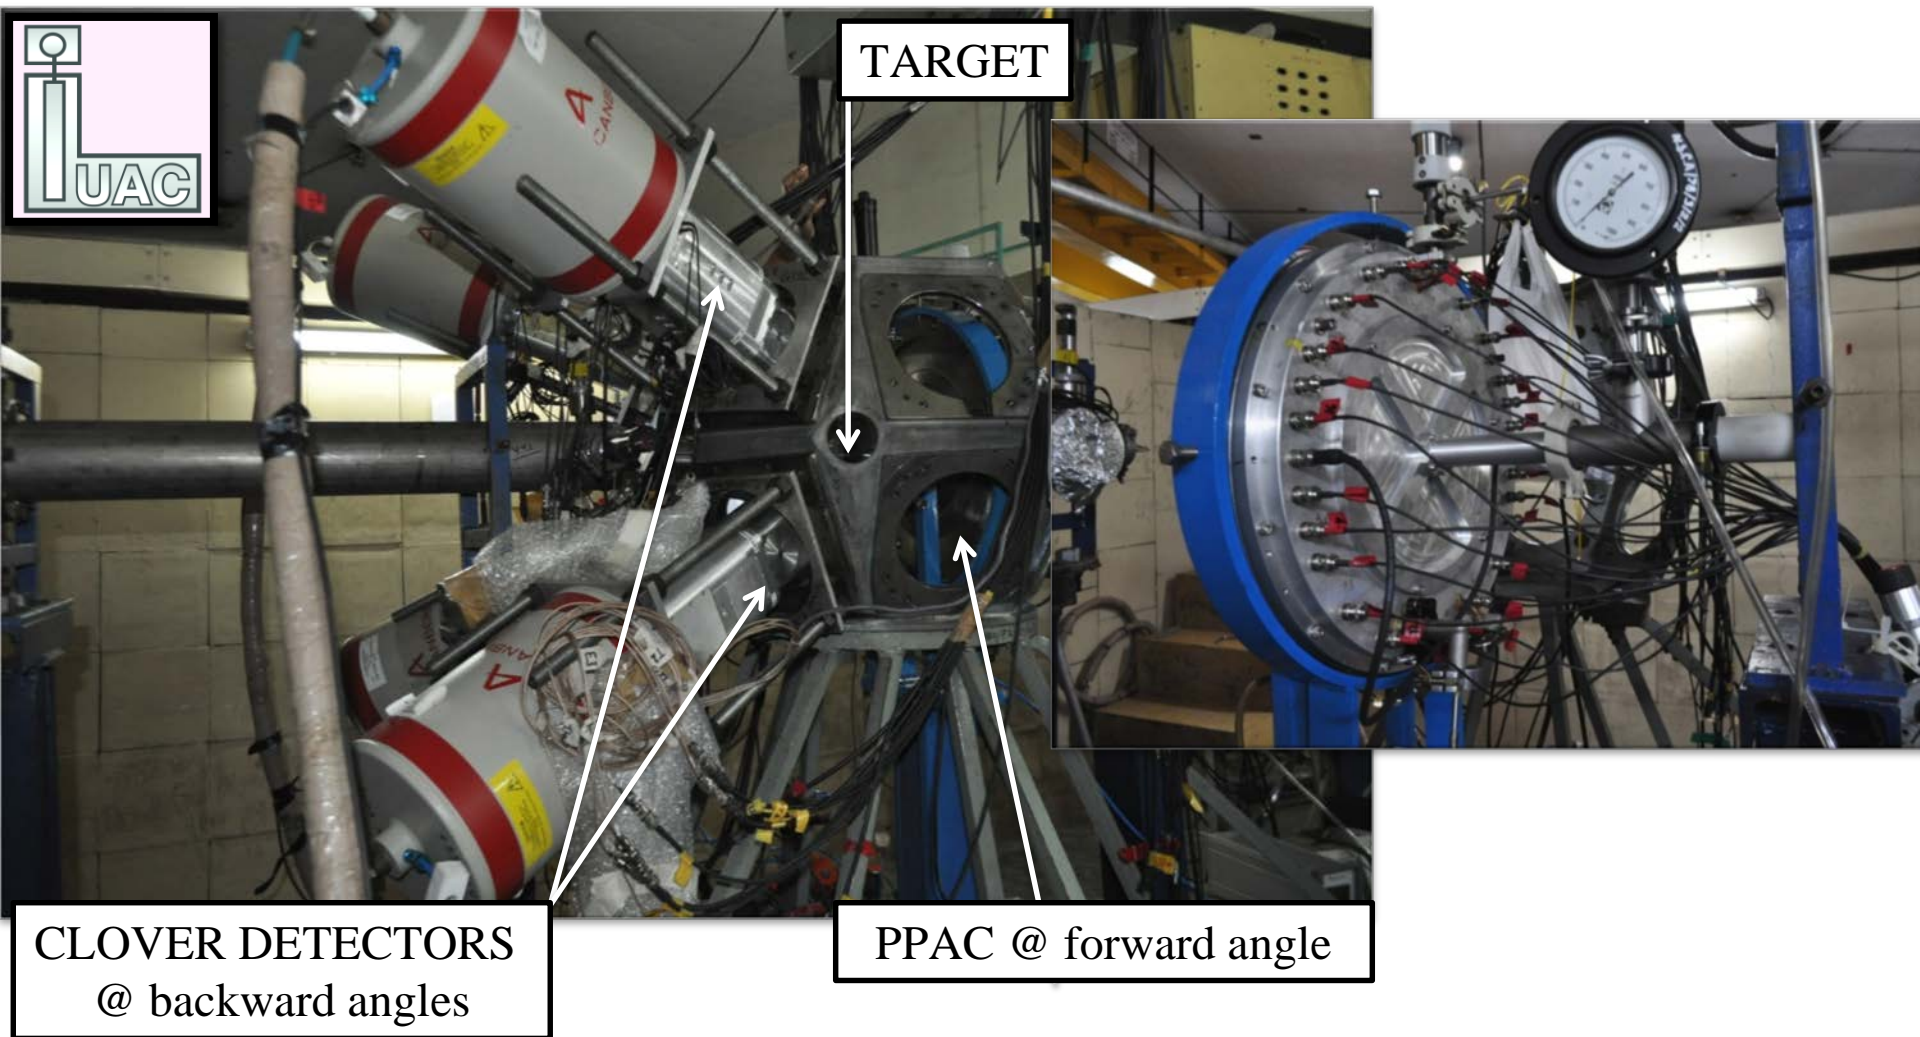 iUAC
TARGET
CLOVER DETECTORS
@ backward angles
PPAC @ forward angle